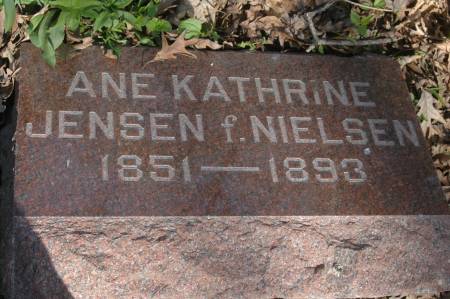 ANE KATHRINE
JENSEN f. NIELSEN
1851 — 1893